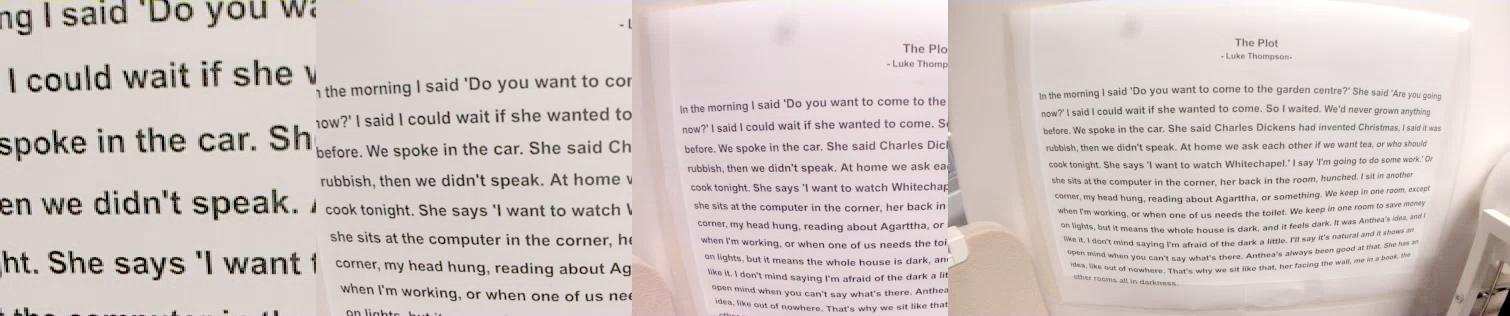 ng I said 'Do you wa
I could wait if she w
spoke in the car. Sh
en we didn't speak. A
ht. She says 'I want t
- L
n the morning I said 'Do you want to com
now?' I said I could wait if she wanted to
before. We spoke in the car. She said Ch
rubbish, then we didn't speak. At home w
cook tonight. She says 'I want to watch W
she sits at the computer in the corner, he
corner, my head hung, reading about Ag
when I'm working, or when one of us nee
on lights, but it
The Plo
- Luke Thomp
In the morning I said 'Do you want to come to the
now?' I said I could wait if she wanted to come. So
before. We spoke in the car. She said Charles Dick
rubbish, then we didn't speak. At home we ask ea
cook tonight. She says 'I want to watch Whitechap
she sits at the computer in the corner, her back in
corner, my head hung, reading about Agarttha, or
when I'm working, or when one of us needs the toi
on lights, but it means the whole house is dark, and
like it. I don't mind saying I'm afraid of the dark a lit
open mind when you can't say what's there. Anthea
idea, like out of nowhere. That's why we sit like that
The Plot
- Luke Thompson-
In the morning I said 'Do you want to come to the garden centre?' She said 'Are you going
now?' I said I could wait if she wanted to come. So I waited. We'd never grown anything
before. We spoke in the car. She said Charles Dickens had invented Christmas, I said it was
rubbish, then we didn't speak. At home we ask each other if we want tea, or who should
cook tonight. She says 'I want to watch Whitechapel.' I say 'I'm going to do some work.' Or
she sits at the computer in the corner, her back in the room, hunched. I sit in another
corner, my head hung, reading about Agarttha, or something. We keep in one room, except
when I'm working, or when one of us needs the toilet. We keep in one room to save money
on lights, but it means the whole house is dark, and it feels dark. It was Anthea's idea, and I
like it. I don't mind saying I'm afraid of the dark a little. I'll say it's natural and it shows an
open mind when you can't say what's there. Anthea's always been good at that. She has an
idea, like out of nowhere. That's why we sit like that, her facing the wall, me in a book, the
other rooms all in darkness.